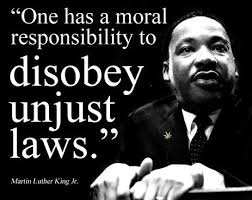 “One has a moral
responsibility to
disobey
unjust
laws.”
Martin Luther King Jr.